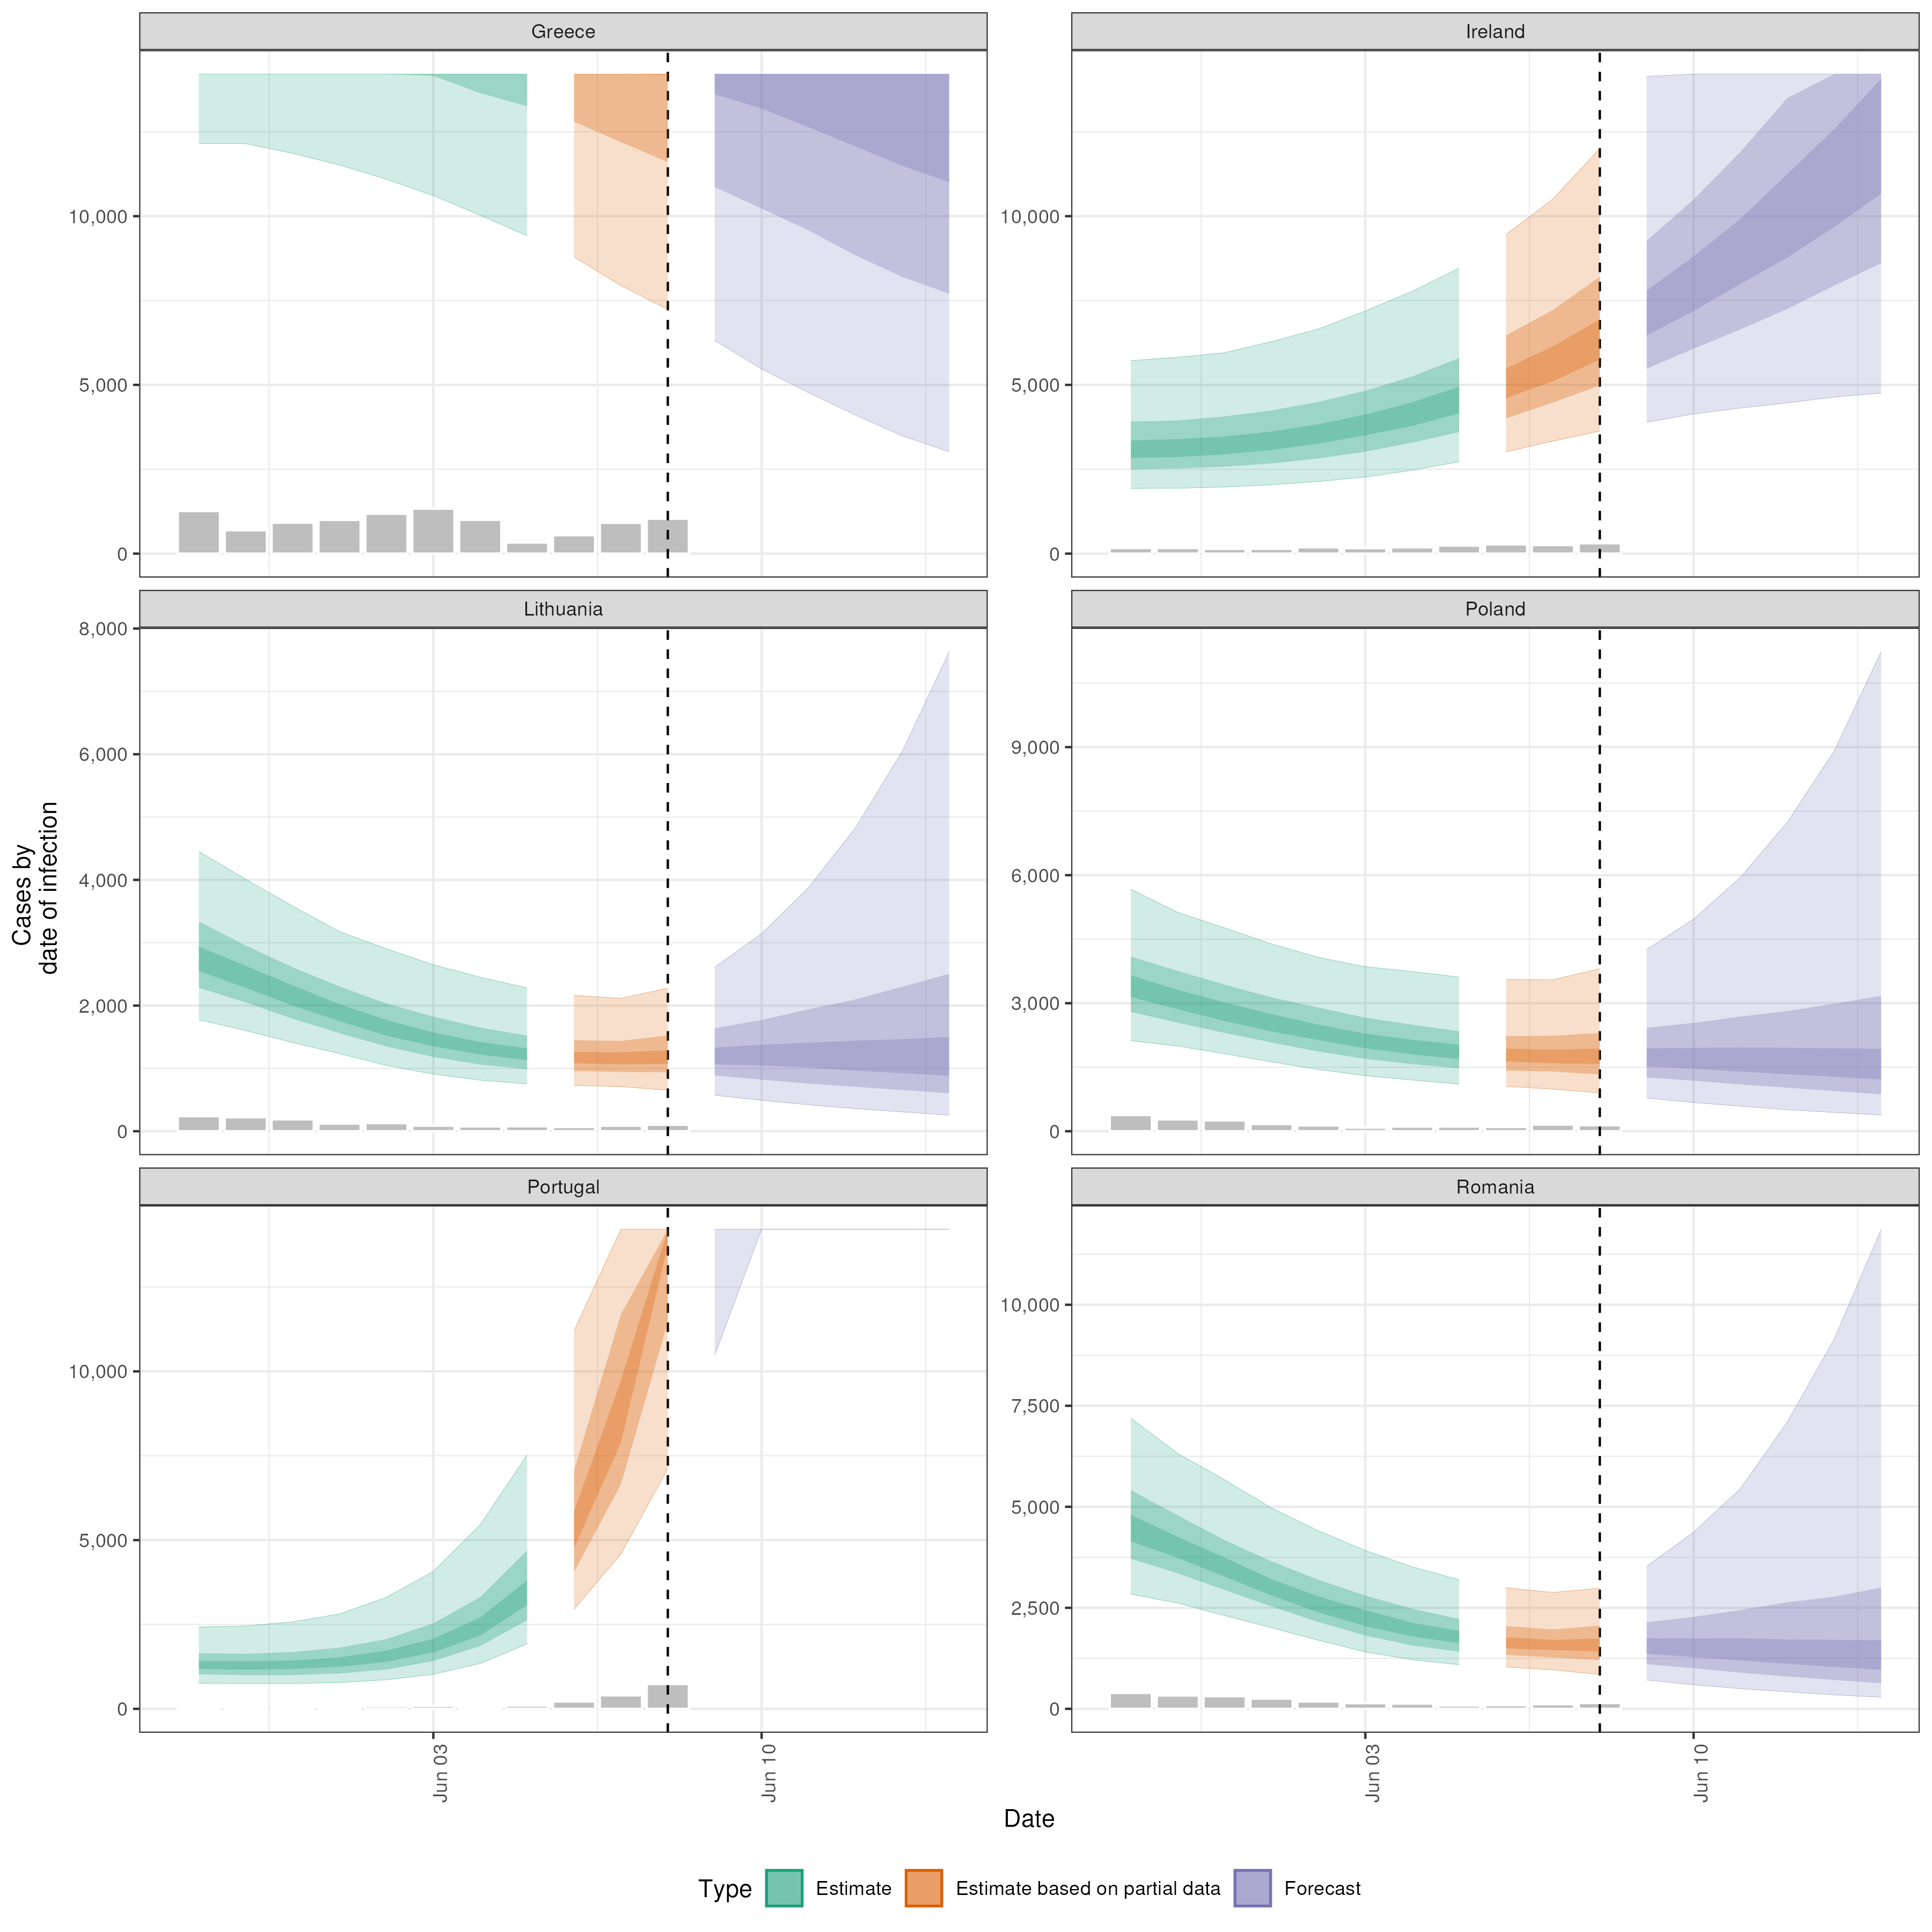 Greece
Ireland
10,000
5,000
0
10,000
5,000
0
Lithuania
Poland
8,000
6,000
4,000
2,000
0
9,000
6,000
3,000
0
Cases by
date of infection
Portugal
Romania
10,000
5,000
0
10,000
7,500
5,000
2,500
0
Jun 03
Jun 10
Jun 03
Jun 10
Date
Type
Estimate
Estimate based on partial data
Forecast